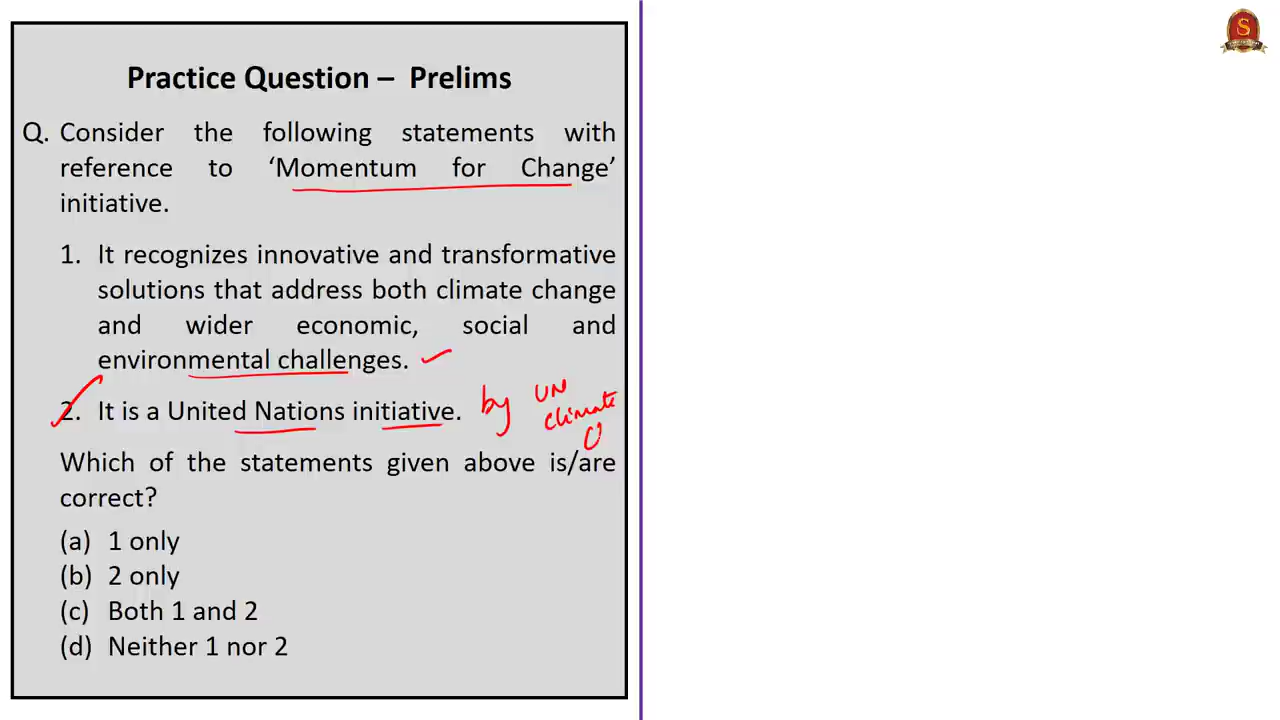 Practice Question – Prelims
Q. Consider the following statements with
reference to ‘Momentum for Change’
initiative.
1. It recognizes innovative and transformative
solutions that address both climate change
and wider economic, social and
environmental challenges.
2. It is a United Nations initiative. by UN
climate
Which of the statements given above is/are
correct?
(a) 1 only
(b) 2 only
(c) Both 1 and 2
(d) Neither 1 nor 2
S